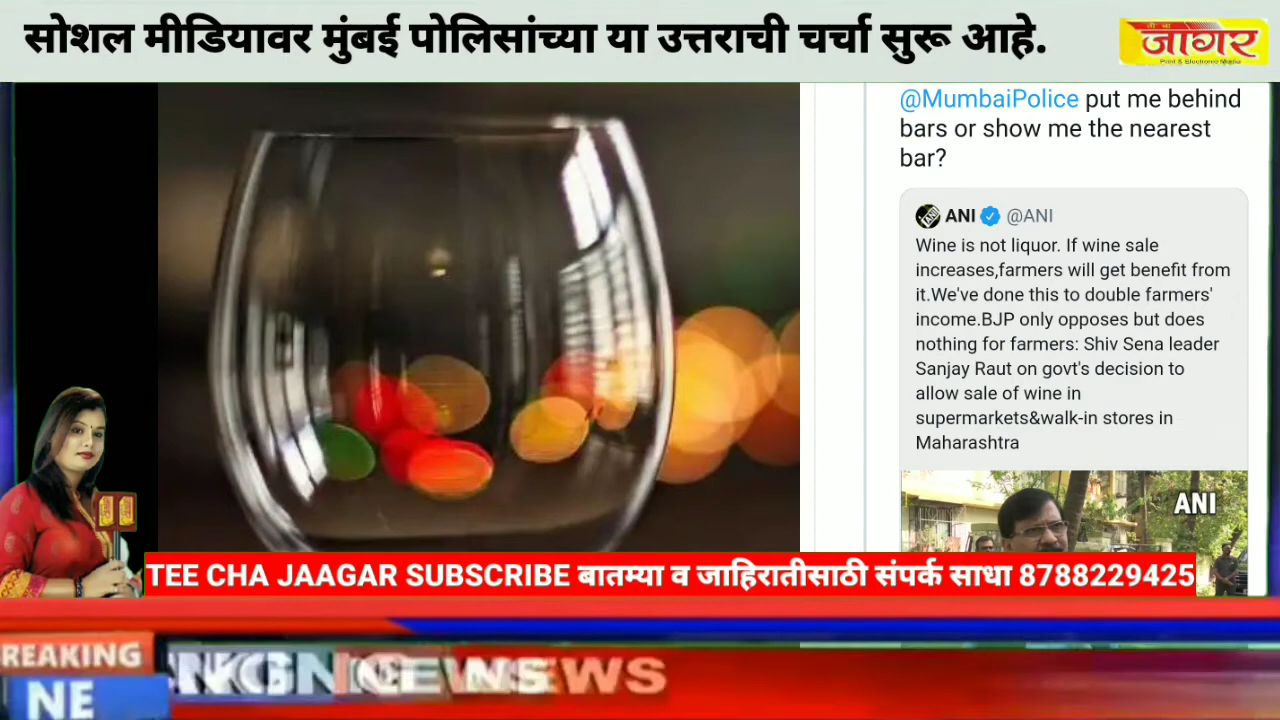 सोशल मीडियावर मुंबई पोलिसांच्या या उत्तराची चर्चा सुरू आहे.
ती चा
जागर
Print & Electronic Media
@MumbaiPolice put me behind
bars or show me the nearest
bar?
ANI @ANI
Wine is not liquor. If wine sale
increases,farmers will get benefit from
it.We've done this to double farmers'
income.BJP only opposes but does
nothing for farmers: Shiv Sena leader
Sanjay Raut on govt's decision to
allow sale of wine in
supermarkets&walk-in stores in
Maharashtra
ANI
TEE CHA JAAGAR SUBSCRIBE बातम्या व जाहिरातीसाठी संपर्क साधा 8788229425
REAKING
NE
NEWS